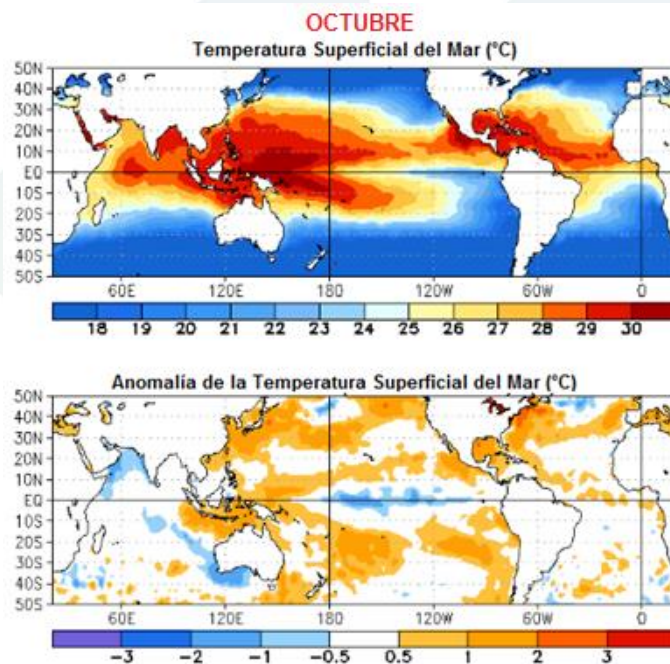 OCTUBRE
Temperatura Superficial del Mar (°C)
50N
40N
30N
20N
10N
EQ
10S
20S
30S
40S
50S
60E 120E 180 120W 60W 0
18 19 20 21 22 23 24 25 26 27 28 29 30
Anomalía de la Temperatura Superficial del Mar (°C)
50N
40N
30N
20N
10N
EQ
10S
20S
30S
40S
50S
60E 120E 180 120W 60W 0
-3 -2 -1 -0.5 0.5 1 2 3